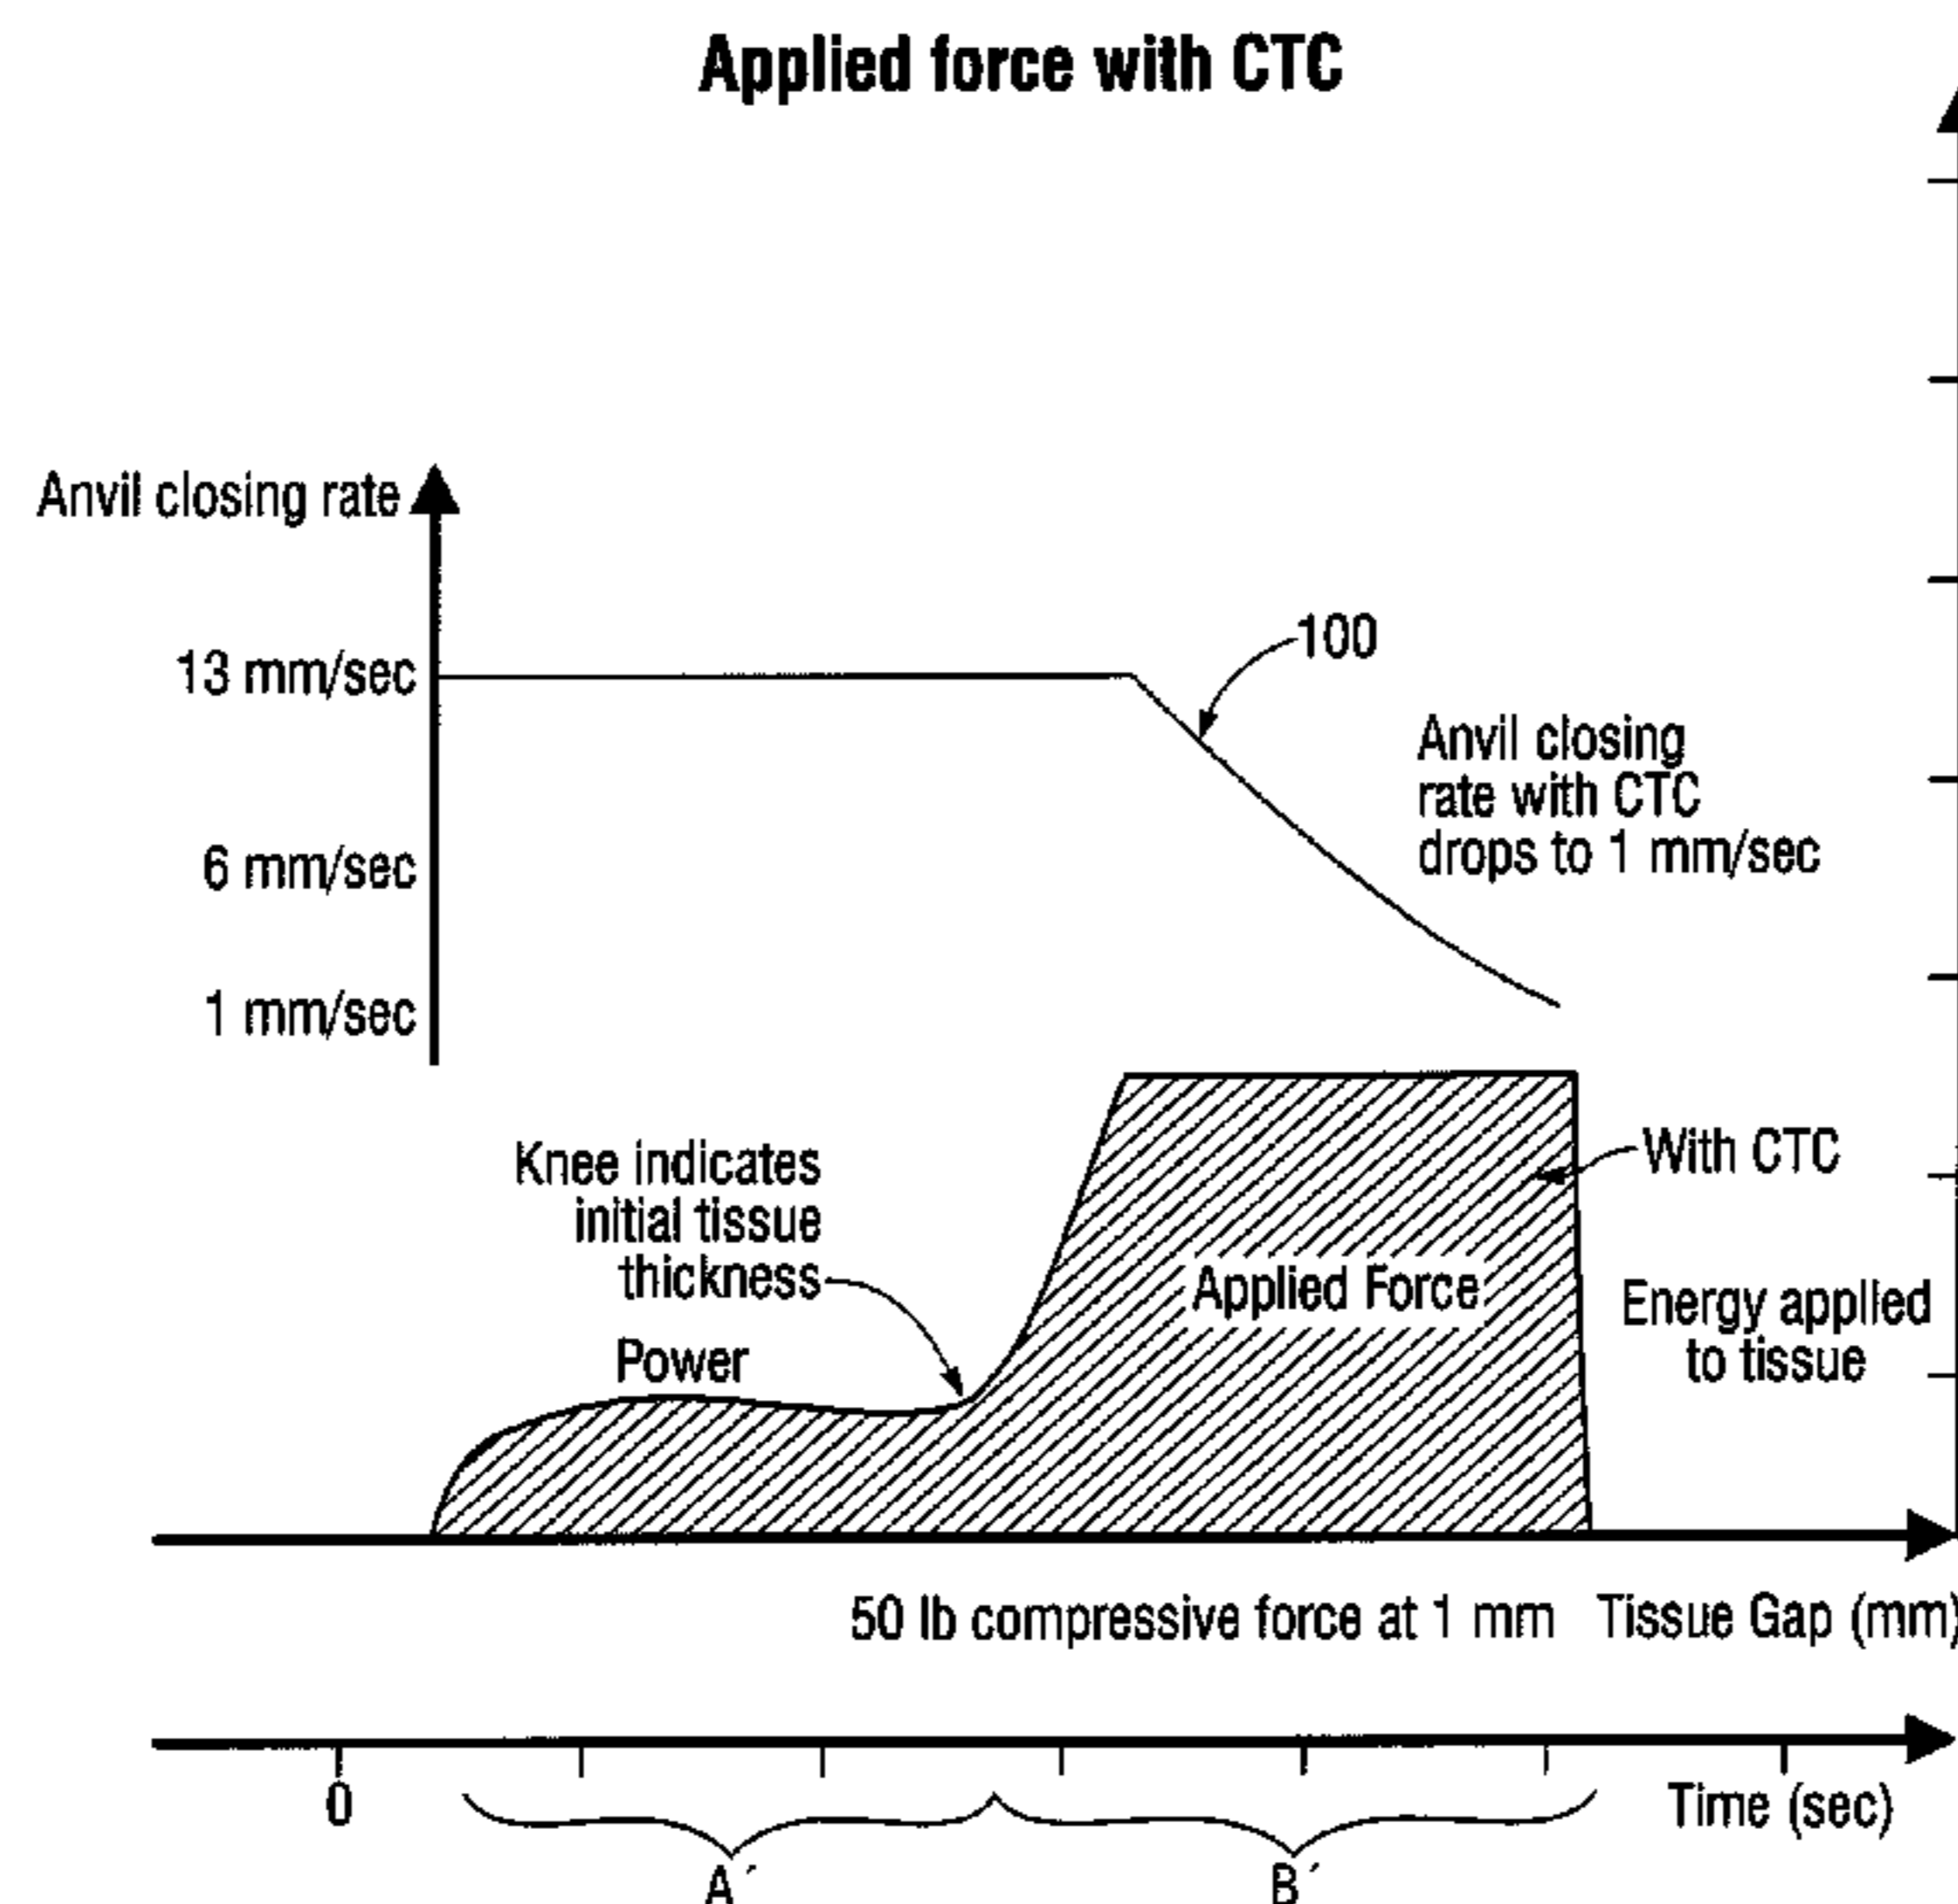 Applied force with CTC
Anvil closing rate
13 mm/sec
6 mm/sec
1 mm/sec
100
Anvil closing
rate with CTC
drops to 1 mm/sec
Knee indicates
initial tissue
thickness
Power
With CTC
Applied Force
Energy applied
to tissue
50 lb compressive force at 1 mm
Tissue Gap (mm)
0
Time (sec)
A´
B´